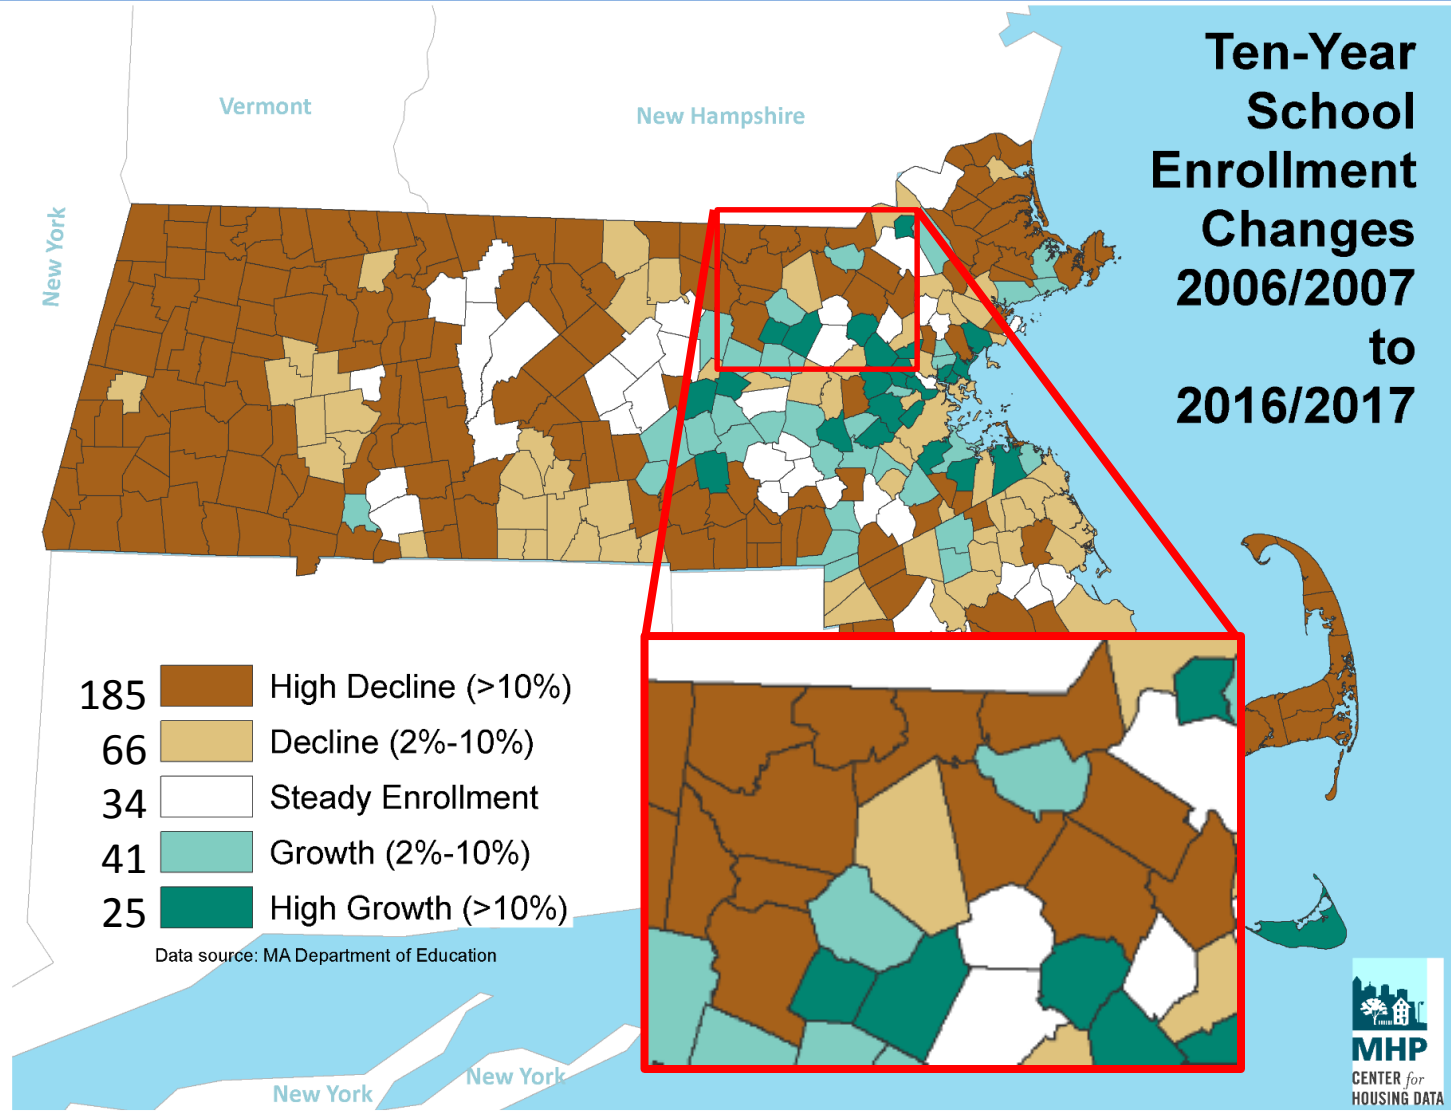 Ten-Year
School
Enrollment
Changes
2006/2007
to
2016/2017
Vermont
New Hampshire
New York
185 High Decline (>10%)
66 Decline (2%-10%)
34 Steady Enrollment
41 Growth (2%-10%)
25 High Growth (>10%)
Data source: MA Department of Education
New York
New York
MHP
CENTER for
HOUSING DATA